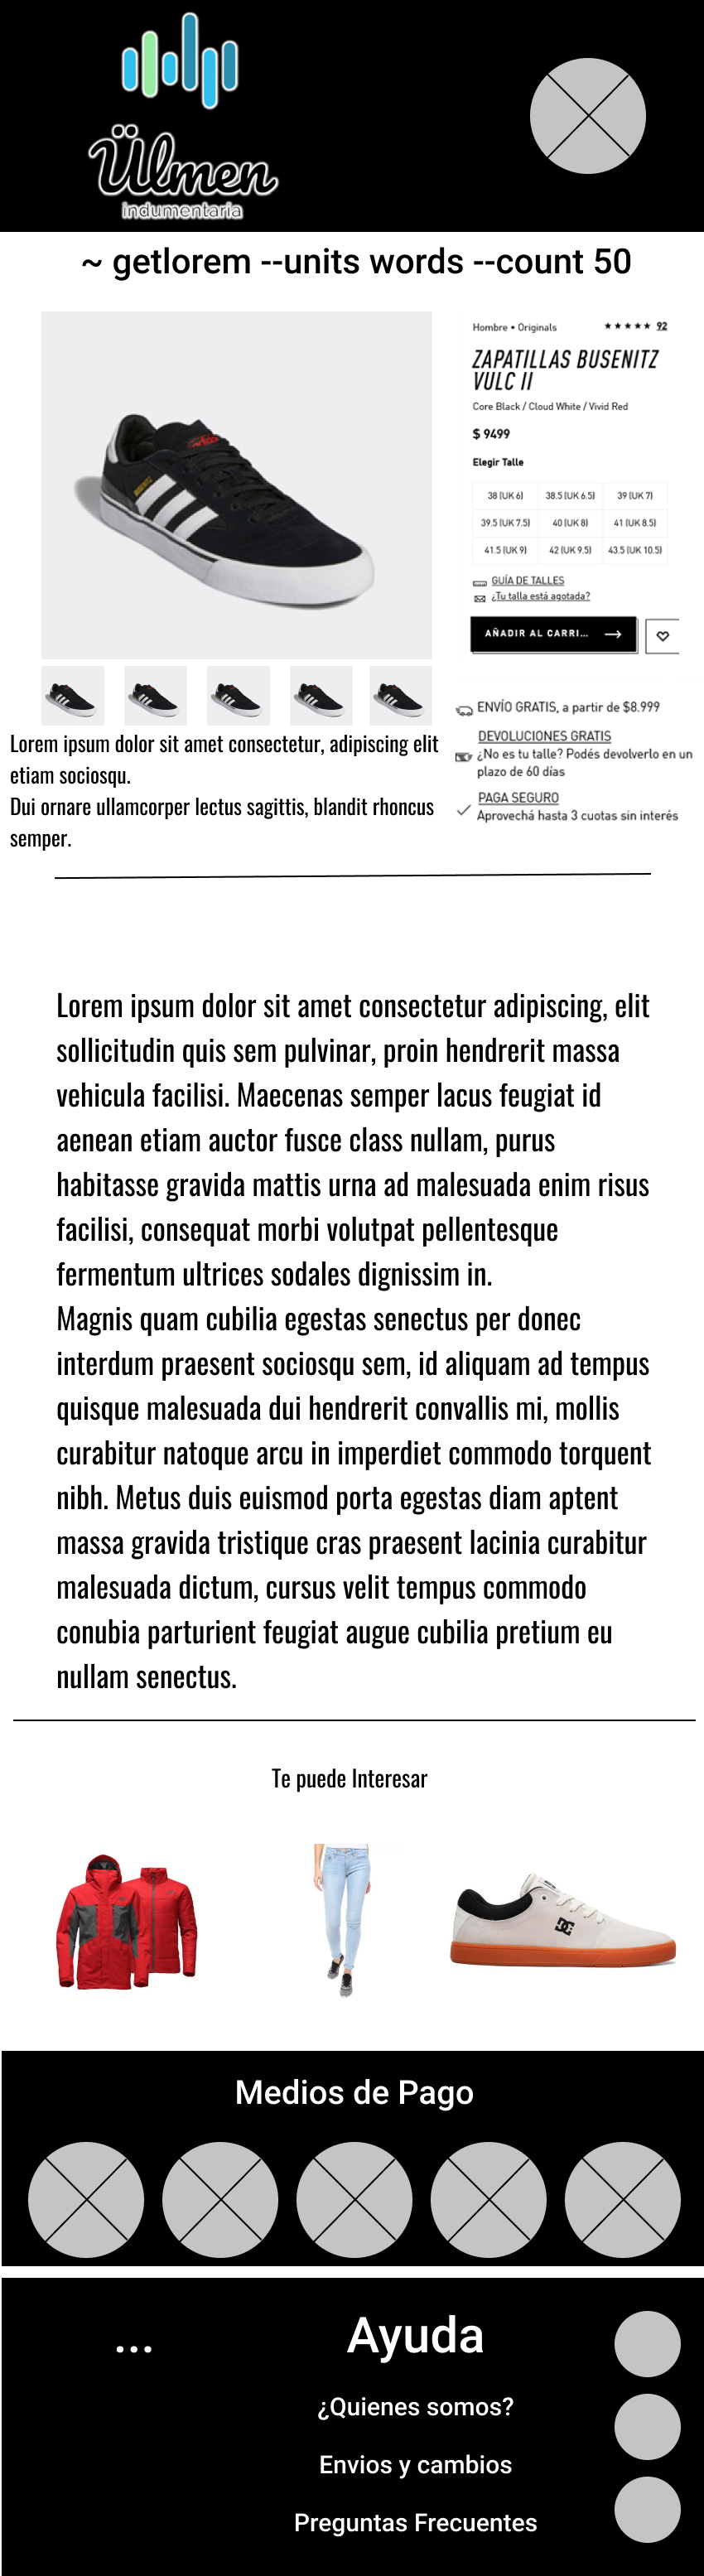 Ülmen
indumentaria
~ getlorem --units words --count 50
Hombre • Originals ★★★★★ 92
ZAPATILLAS BUSENITZ
VULC II
Core Black / Cloud White / Vivid Red
$ 9499
Elegir Talle
38 (UK 6) 38.5 (UK 6.5) 39 (UK 7)
39.5 (UK 7.5) 40 (UK 8) 41 (UK 8.5)
41.5 (UK 9) 42 (UK 9.5) 43.5 (UK 10.5)
GUÍA DE TALLES
¿Tu talla está agotada?
AÑADIR AL CARRI... →
ENVÍO GRATIS, a partir de $8.999
DEVOLUCIONES GRATIS
¿No es tu talle? Podés devolverlo en un
plazo de 60 días
PAGA SEGURO
Aprovechá hasta 3 cuotas sin interés
Lorem ipsum dolor sit amet consectetur, adipiscing elit
etiam sociosqu.
Dui ornare ullamcorper lectus sagittis, blandit rhoncus
semper.
Lorem ipsum dolor sit amet consectetur adipiscing, elit
sollicitudin quis sem pulvinar, proin hendrerit massa
vehicula facilisi. Maecenas semper lacus feugiat id
aenean etiam auctor fusce class nullam, purus
habitasse gravida mattis urna ad malesuada enim risus
facilisi, consequat morbi volutpat pellentesque
fermentum ultrices sodales dignissim in.
Magnis quam cubilia egestas senectus per donec
interdum praesent sociosqu sem, id aliquam ad tempus
quisque malesuada dui hendrerit convallis mi, mollis
curabitur natoque arcu in imperdiet commodo torquent
nibh. Metus duis euismod porta egestas diam aptent
massa gravida tristique cras praesent lacinia curabitur
malesuada dictum, cursus velit tempus commodo
conubia parturient feugiat augue cubilia pretium eu
nullam senectus.
Te puede Interesar
Medios de Pago
...
Ayuda
¿Quienes somos?
Envios y cambios
Preguntas Frecuentes